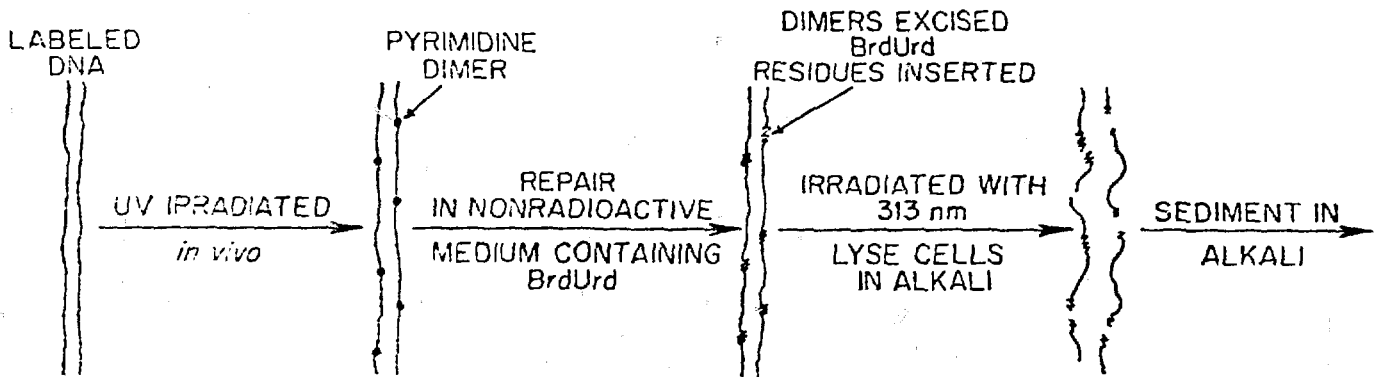 LABELED
DNA
UV IRRADIATED
in vivo
PYRIMIDINE
DIMER
REPAIR
IN NONRADIOACTIVE
MEDIUM CONTAINING
BrdUrd
DIMERS EXCISED
BrdUrd
RESIDUES INSERTED
IRRADIATED WITH
313 nm
LYSE CELLS
IN ALKALI
SEDIMENT IN
ALKALI